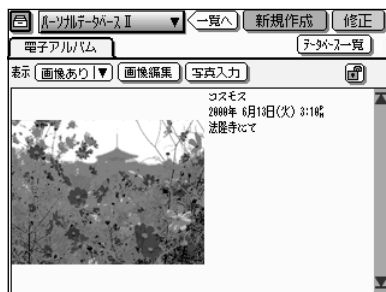 パーソナルデータベースⅡ ▼ 一覧へ 新規作成 修正
電子アルバム データベース一覧
表示 画像あり ▼ 画像編集 写真入力
コスモス
2000年 6月13日(火) 3:10㏘
法隆寺にて